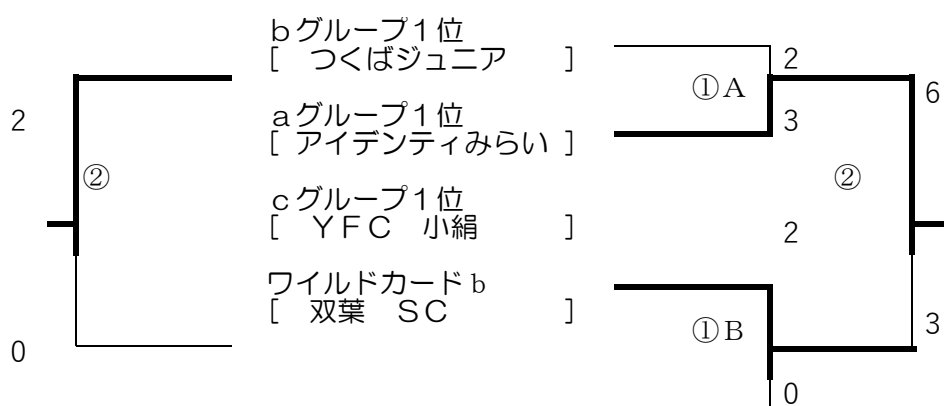 ｂグループ１位
[　つくばジュニア　]
2
①A
6
2
ａグループ１位
[ アイデンティみらい ]
3
②
②
ｃグループ１位
[　ＹＦＣ　小絹　]
2
ワイルドカードｂ
[　双葉　ＳＣ　]
①B
3
0
0